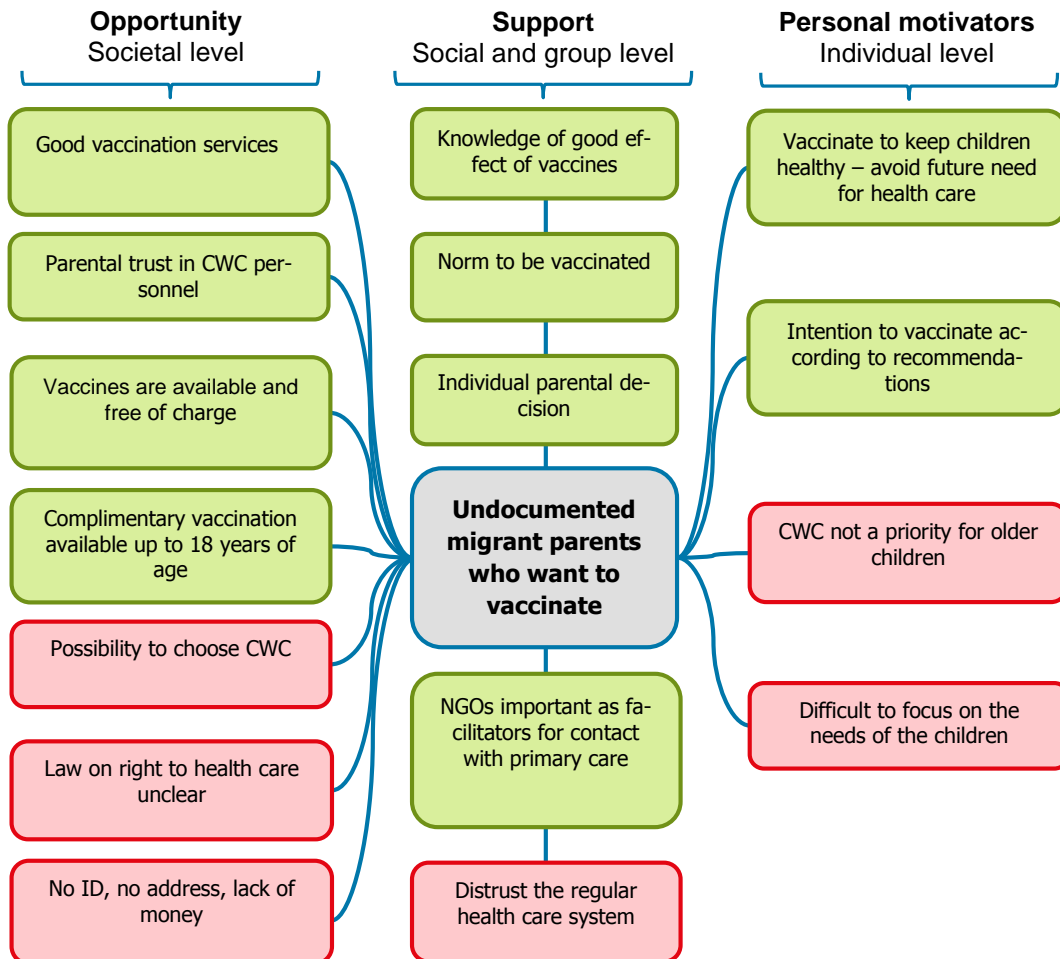 Opportunity
Societal level
Good vaccination services
Parental trust in CWC per-
sonnel
Vaccines are available and
free of charge
Complimentary vaccination
available up to 18 years of
age
Possibility to choose CWC
Law on right to health care
unclear
No ID, no address, lack of
money
Support
Social and group level
Knowledge of good ef-
fect of vaccines
Norm to be vaccinated
Individual parental de-
cision
Undocumented
migrant parents
who want to
vaccinate
NGOs important as fa-
cilitators for contact
with primary care
Distrust the regular
health care system
Personal motivators
Individual level
Vaccinate to keep children
healthy – avoid future need
for health care
Intention to vaccinate ac-
cording to recommenda-
tions
CWC not a priority for older
children
Difficult to focus on the
needs of the children